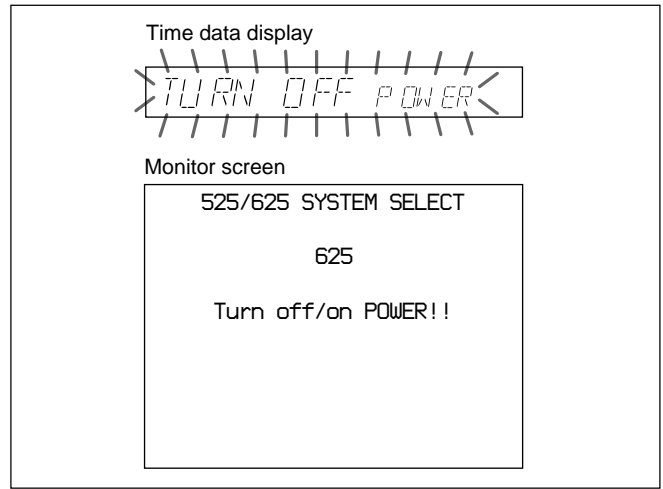 Time data display
TURN OFF POWER
Monitor screen
525/625 SYSTEM SELECT
625
Turn off/on POWER!!